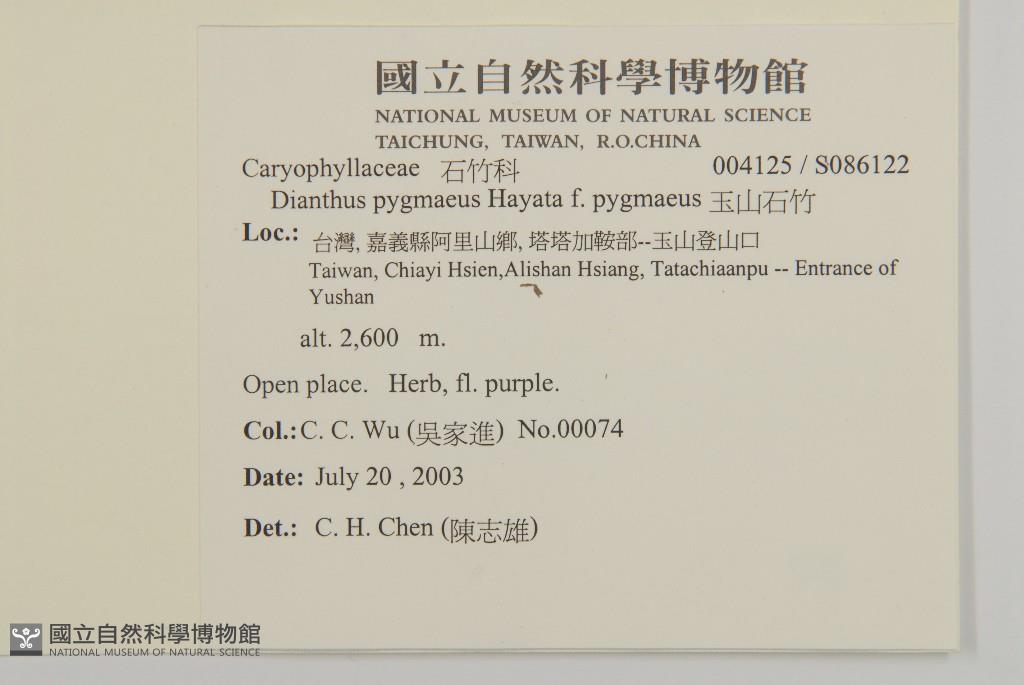 國立自然科學博物館
NATIONAL MUSEUM OF NATURAL SCIENCE
TAICHUNG, TAIWAN, R.O.CHINA
Caryophyllaceae 石竹科 004125 / S086122
Dianthus pygmaeus Hayata f. pygmaeus 玉山石竹
Loc.: 台灣, 嘉義縣阿里山鄉, 塔塔加鞍部--玉山登山口
Taiwan, Chiayi Hsien,Alishan Hsiang, Tatachiaanpu -- Entrance of
Yushan
alt. 2,600 m.
Open place. Herb, fl. purple.
Col.: C. C. Wu (吳家進) No.00074
Date: July 20 , 2003
Det.: C. H. Chen (陳志雄)
國立自然科學博物館
NATIONAL MUSEUM OF NATURAL SCIENCE